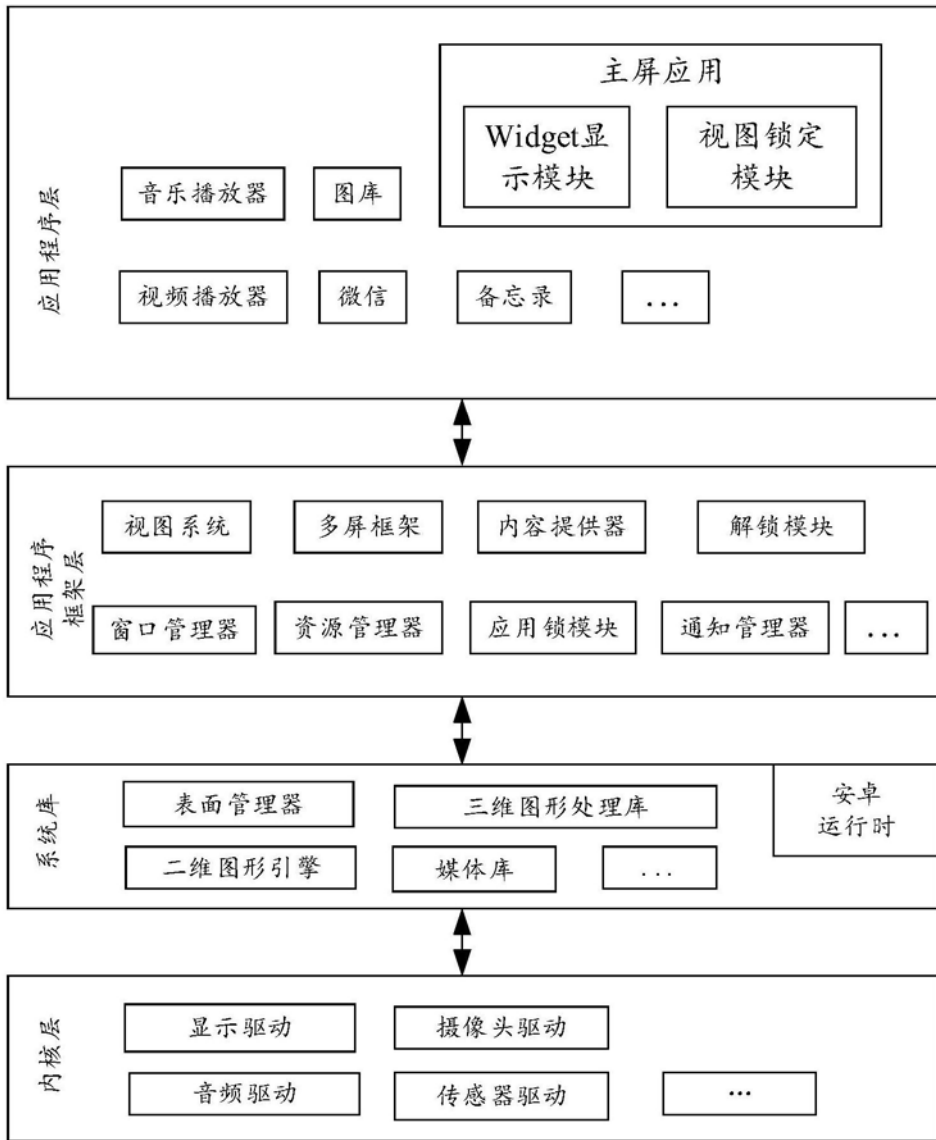 应用程序层
主屏应用
Widget显
示模块
视图锁定
模块
音乐播放器
图库
视频播放器
微信
备忘录
...
应用程序
框架层
视图系统
多屏框架
内容提供器
解锁模块
窗口管理器
资源管理器
应用锁模块
通知管理器
...
系统库
表面管理器
三维图形处理库
安卓
运行时
二维图形引擎
媒体库
...
内核层
显示驱动
摄像头驱动
音频驱动
传感器驱动
...